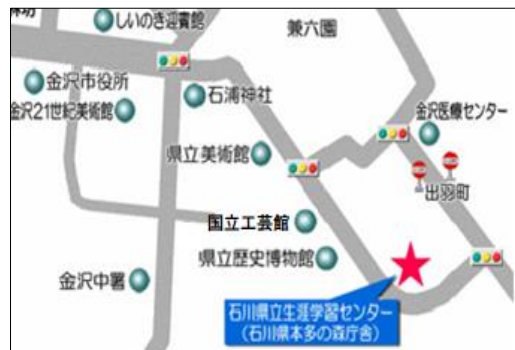 しいのき迎賓館
兼六園
金沢市役所
金沢21世紀美術館
石浦神社
金沢医療センター
県立美術館
出羽町
国立工芸館
県立歴史博物館
金沢中署
石川県立生涯学習センター
（石川県本多の森庁舎）